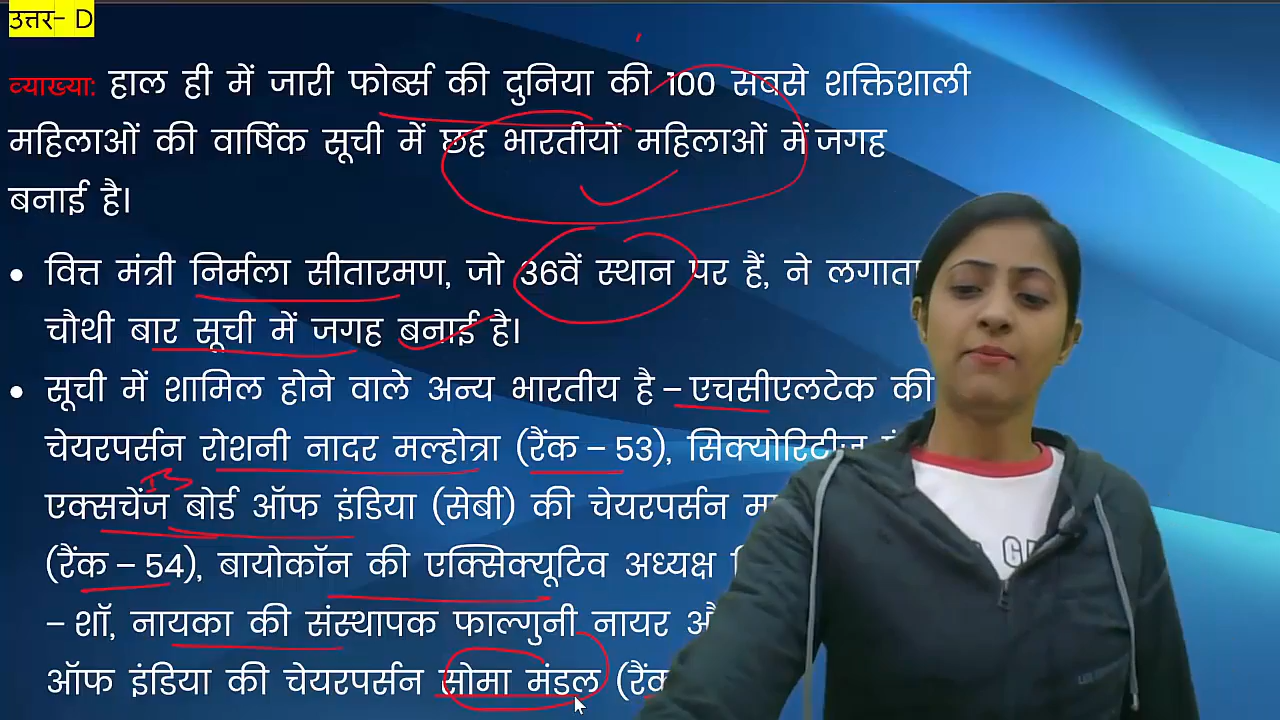 उत्तर- D
व्याख्या: हाल ही में जारी फोर्ब्स की दुनिया की 100 सबसे शक्तिशाली
महिलाओं की वार्षिक सूची में छह भारतीयों महिलाओं में जगह
बनाई है।
• वित्त मंत्री निर्मला सीतारमण, जो 36वें स्थान पर हैं, ने
चौथी बार सूची में जगह बनाई है।
• सूची में शामिल होने वाले अन्य भारतीय है – एचसीएलटेक की
चेयरपर्सन रोशनी नादर मल्होत्रा (रैंक – 53), सिक्योरिटीज
एक्सचेंज बोर्ड ऑफ इंडिया (सेबी) की चेयरपर्सन
(रैंक – 54), बायोकॉन की एक्सिक्यूटिव अध्यक्ष
– शॉ, नायका की संस्थापक फाल्गुनी नायर
ऑफ इंडिया की चेयरपर्सन सोमा मंडल